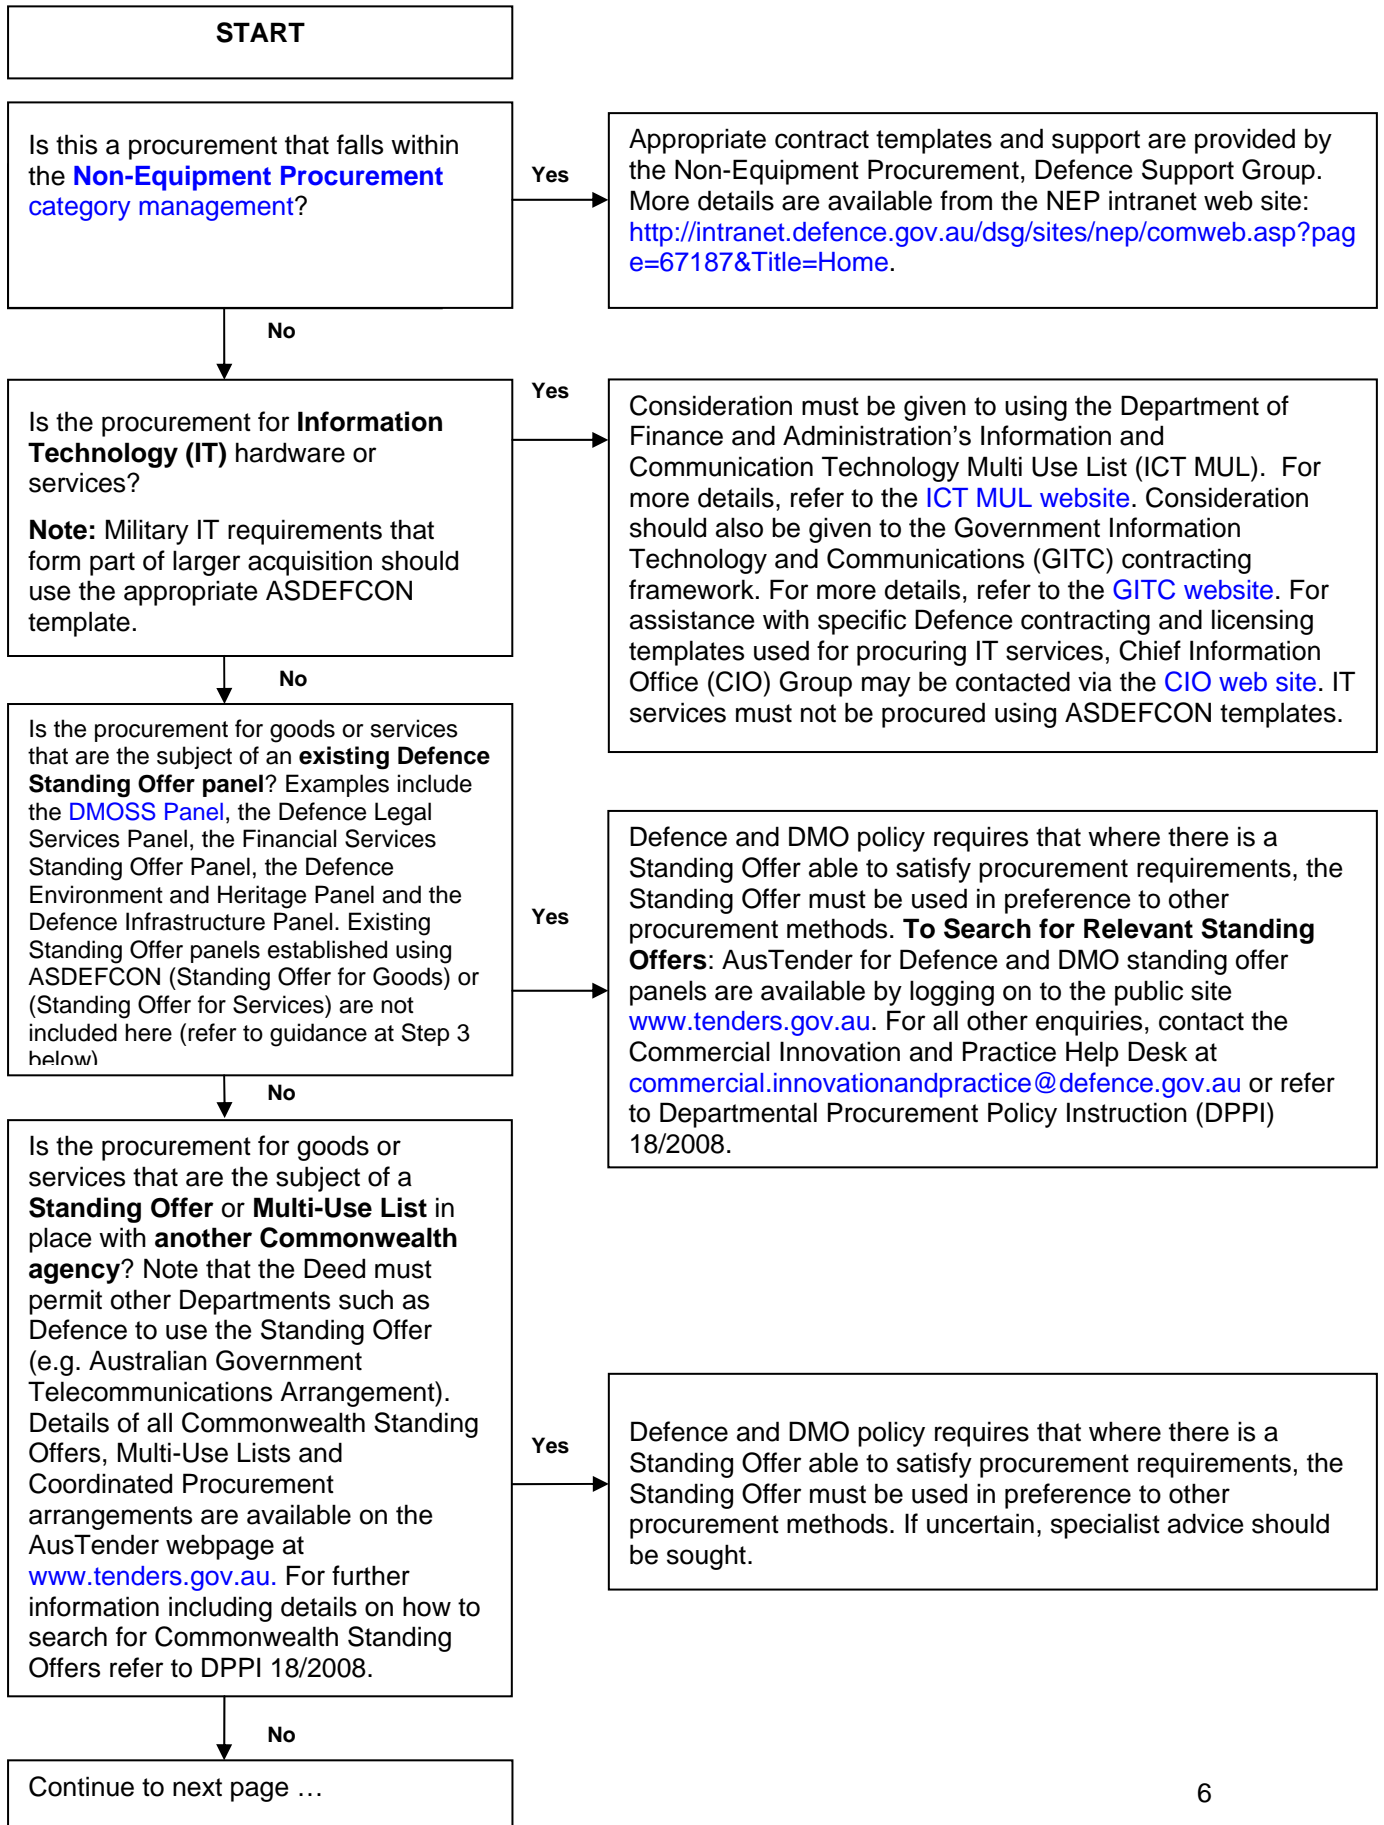 START
Is this a procurement that falls within
the Non-Equipment Procurement
category management?
Yes
Appropriate contract templates and support are provided by
the Non-Equipment Procurement, Defence Support Group.
More details are available from the NEP intranet web site:
http://intranet.defence.gov.au/dsg/sites/nep/comweb.asp?pag
e=67187&Title=Home.
No
Is the procurement for Information
Technology (IT) hardware or
services?
Note: Military IT requirements that
form part of larger acquisition should
use the appropriate ASDEFCON
template.
Yes
Consideration must be given to using the Department of
Finance and Administration's Information and
Communication Technology Multi Use List (ICT MUL).  For
more details, refer to the ICT MUL website. Consideration
should also be given to the Government Information
Technology and Communications (GITC) contracting
framework. For more details, refer to the GITC website. For
assistance with specific Defence contracting and licensing
templates used for procuring IT services, Chief Information
Office (CIO) Group may be contacted via the CIO web site. IT
services must not be procured using ASDEFCON templates.
No
Is the procurement for goods or services
that are the subject of an existing Defence
Standing Offer panel? Examples include
the DMOSS Panel, the Defence Legal
Services Panel, the Financial Services
Standing Offer Panel, the Defence
Environment and Heritage Panel and the
Defence Infrastructure Panel. Existing
Standing Offer panels established using
ASDEFCON (Standing Offer for Goods) or
(Standing Offer for Services) are not
included here (refer to guidance at Step 3
below)
Yes
Defence and DMO policy requires that where there is a
Standing Offer able to satisfy procurement requirements, the
Standing Offer must be used in preference to other
procurement methods. To Search for Relevant Standing
Offers: AusTender for Defence and DMO standing offer
panels are available by logging on to the public site
www.tenders.gov.au. For all other enquiries, contact the
Commercial Innovation and Practice Help Desk at
commercial.innovationandpractice@defence.gov.au or refer
to Departmental Procurement Policy Instruction (DPPI)
18/2008.
No
Is the procurement for goods or
services that are the subject of a
Standing Offer or Multi-Use List in
place with another Commonwealth
agency? Note that the Deed must
permit other Departments such as
Defence to use the Standing Offer
(e.g. Australian Government
Telecommunications Arrangement).
Details of all Commonwealth Standing
Offers, Multi-Use Lists and
Coordinated Procurement
arrangements are available on the
AusTender webpage at
www.tenders.gov.au. For further
information including details on how to
search for Commonwealth Standing
Offers refer to DPPI 18/2008.
Yes
Defence and DMO policy requires that where there is a
Standing Offer able to satisfy procurement requirements, the
Standing Offer must be used in preference to other
procurement methods. If uncertain, specialist advice should
be sought.
No
Continue to next page …
6